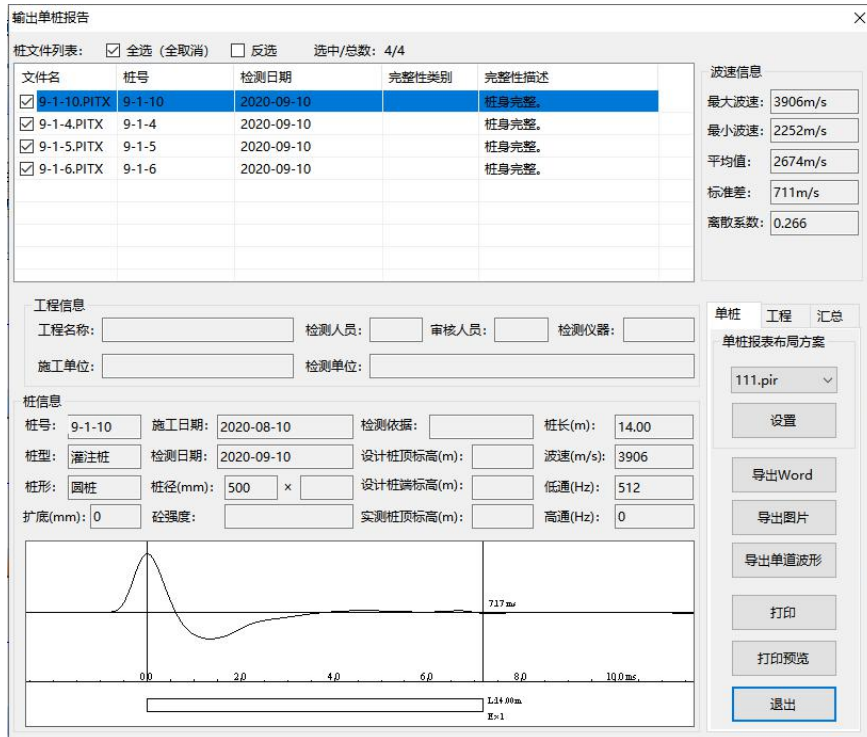 输出单桩报告
桩文件列表: 全选 (全取消) 反选 选中/总数: 4/4
文件名 桩号 检测日期 完整性类别 完整性描述
9-1-10.PITX 9-1-10 2020-09-10 桩身完整。
9-1-4.PITX 9-1-4 2020-09-10 桩身完整。
9-1-5.PITX 9-1-5 2020-09-10 桩身完整。
9-1-6.PITX 9-1-6 2020-09-10 桩身完整。
波速信息
最大波速: 3906m/s
最小波速: 2252m/s
平均值: 2674m/s
标准差: 711m/s
离散系数: 0.266
工程信息
工程名称: 检测人员: 审核人员: 检测仪器:
施工单位: 检测单位:
桩信息
桩号: 9-1-10 施工日期: 2020-08-10 检测依据: 桩长(m): 14.00
桩型: 灌注桩 检测日期: 2020-09-10 设计桩顶标高(m): 波速(m/s): 3906
桩形: 圆桩 桩径(mm): 500 × 设计桩端标高(m): 低通(Hz): 512
扩底(mm): 0 砼强度: 实测桩顶标高(m): 高通(Hz): 0
7.17 ms
0.0 2.0 4.0 6.0 8.0 10.0 ms
L:14.00m
E×1
单桩 工程 汇总
单桩报表布局方案
111.pir
设置
导出Word
导出图片
导出单道波形
打印
打印预览
退出